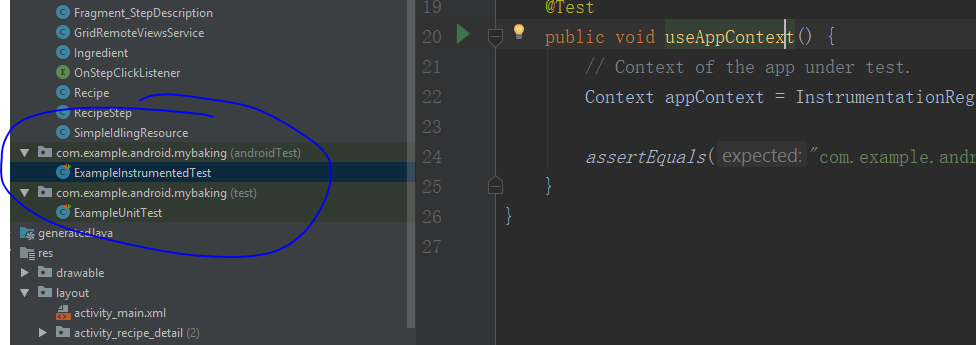 Fragment_StepDescription
GridRemoteViewsService
Ingredient
OnStepClickListener
Recipe
RecipeStep
SimpleIdlingResource
com.example.android.mybaking (androidTest)
ExampleInstrumentedTest
com.example.android.mybaking (test)
ExampleUnitTest
generatedJava
res
drawable
layout
activity_main.xml
activity_recipe_detail (2)
19 @Test
20 public void useAppContext() {
21 // Context of the app under test.
22 Context appContext = InstrumentationReg
23
24 assertEquals( expected: "com.example.andr
25 }
26 }
27